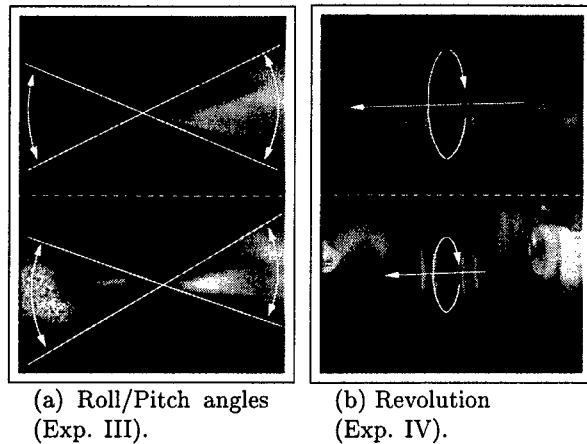 (a) Roll/Pitch angles
(Exp. III).
(b) Revolution
(Exp. IV).